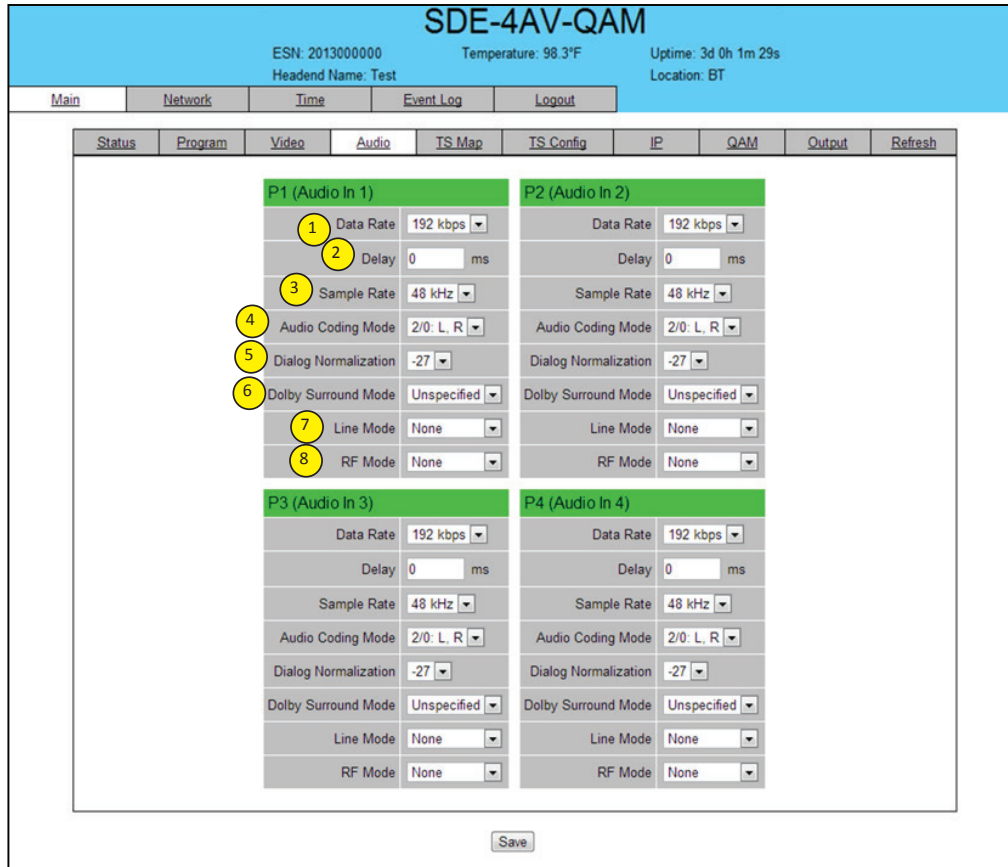 SDE-4AV-QAM
ESN: 2013000000 Temperature: 98.3°F Uptime: 3d 0h 1m 29s
Headend Name: Test Location: BT
Main Network Time Event Log Logout
Status Program Video Audio TS Map TS Config IP QAM Output Refresh
P1 (Audio In 1) P2 (Audio In 2)
1 Data Rate 192 kbps Data Rate 192 kbps
2 Delay 0 ms Delay 0 ms
3 Sample Rate 48 kHz Sample Rate 48 kHz
4 Audio Coding Mode 2/0: L, R Audio Coding Mode 2/0: L, R
5 Dialog Normalization -27 Dialog Normalization -27
6 Dolby Surround Mode Unspecified Dolby Surround Mode Unspecified
7 Line Mode None Line Mode None
8 RF Mode None RF Mode None
P3 (Audio In 3) P4 (Audio In 4)
Data Rate 192 kbps Data Rate 192 kbps
Delay 0 ms Delay 0 ms
Sample Rate 48 kHz Sample Rate 48 kHz
Audio Coding Mode 2/0: L, R Audio Coding Mode 2/0: L, R
Dialog Normalization -27 Dialog Normalization -27
Dolby Surround Mode Unspecified Dolby Surround Mode Unspecified
Line Mode None Line Mode None
RF Mode None RF Mode None
Save